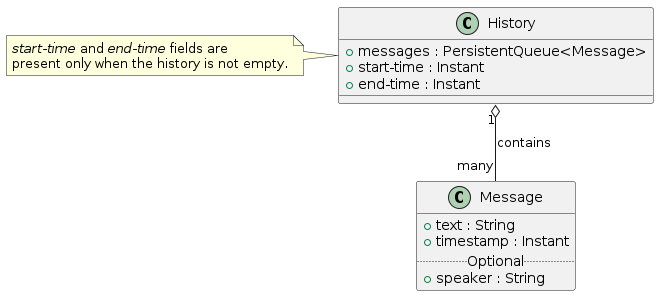 start-time and end-time fields are
present only when the history is not empty.
C History
messages : PersistentQueue<Message>
start-time : Instant
end-time : Instant
1
contains
many
C Message
text : String
timestamp : Instant
Optional
speaker : String